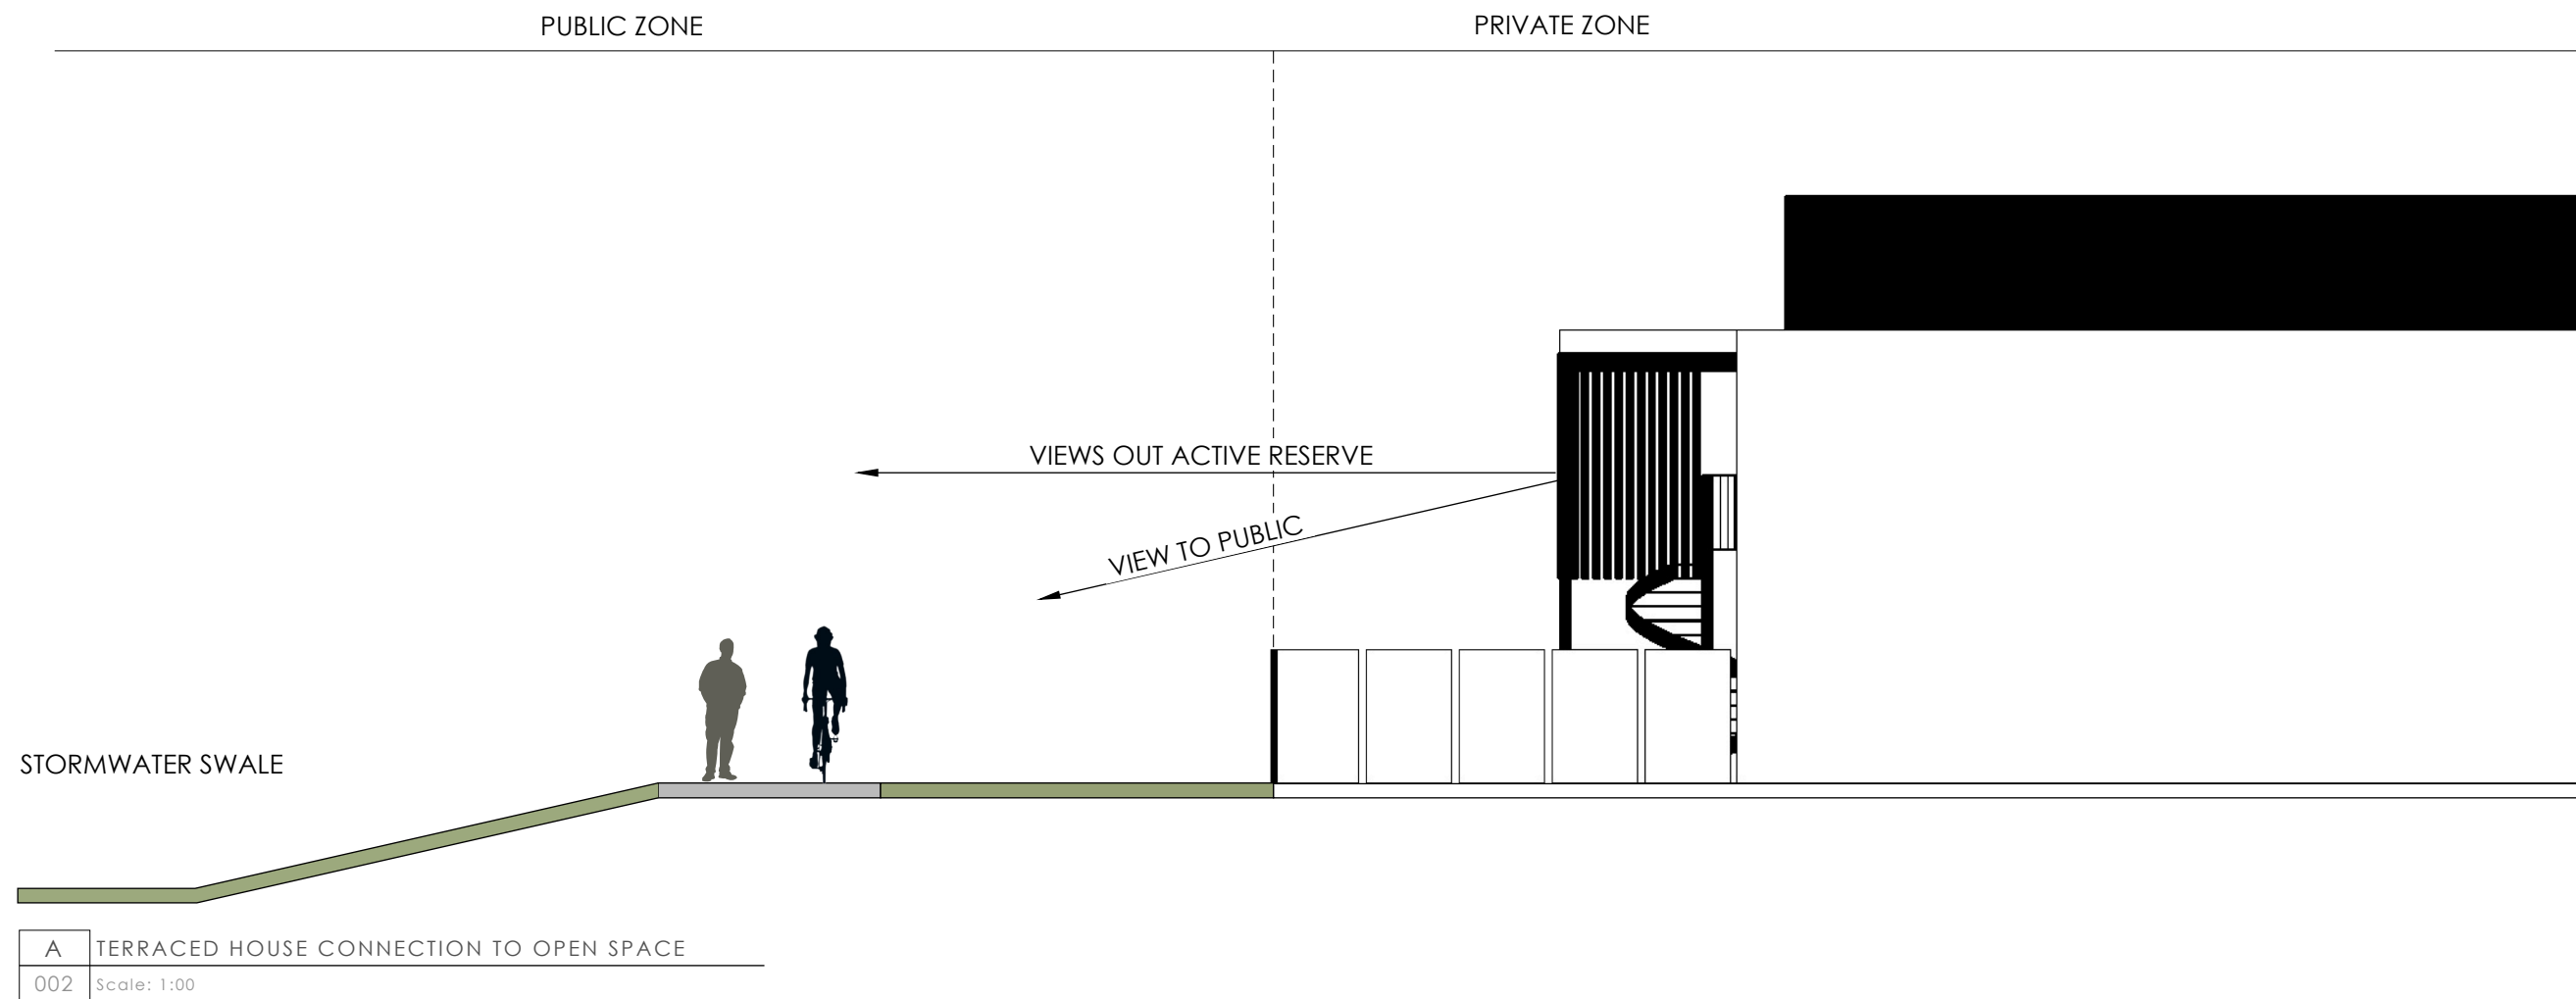 PUBLIC ZONE
PRIVATE ZONE
VIEWS OUT ACTIVE RESERVE
VIEW TO PUBLIC
STORMWATER SWALE
A
TERRACED HOUSE CONNECTION TO OPEN SPACE
002
Scale: 1:00